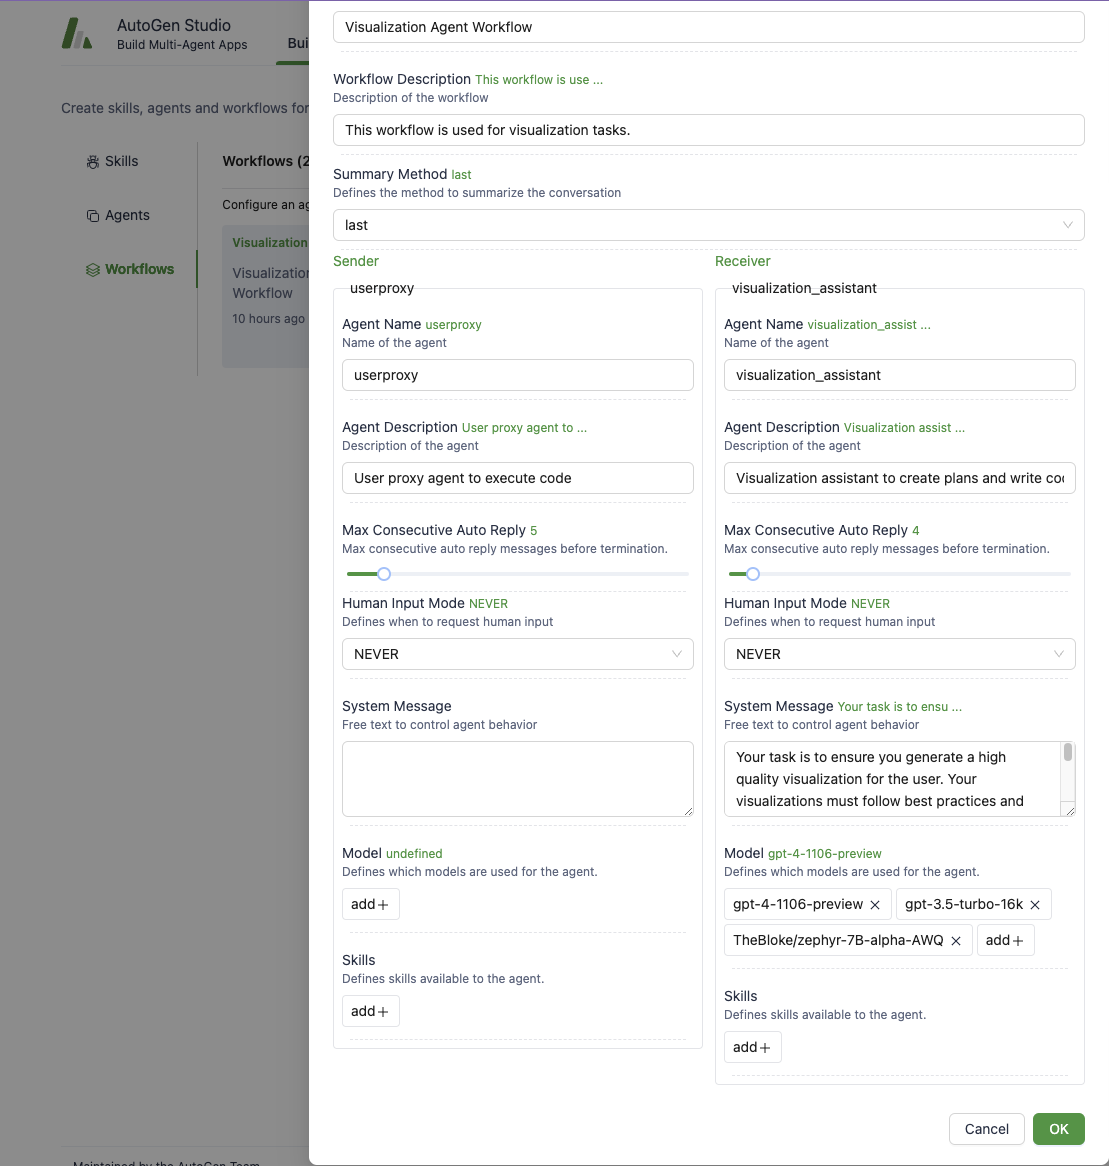 AutoGen Studio
Build Multi-Agent Apps
Bui
Create skills, agents and workflows for
Skills
Agents
Workflows
Workflows (2
Configure an ag
Visualization
Visualization
Workflow
10 hours ago
Maintained by the AutoGen Team
Visualization Agent Workflow
Workflow Description This workflow is use ...
Description of the workflow
This workflow is used for visualization tasks.
Summary Method last
Defines the method to summarize the conversation
last
Sender
userproxy
Agent Name userproxy
Name of the agent
userproxy
Agent Description User proxy agent to ...
Description of the agent
User proxy agent to execute code
Max Consecutive Auto Reply 5
Max consecutive auto reply messages before termination.
Human Input Mode NEVER
Defines when to request human input
NEVER
System Message
Free text to control agent behavior
Model undefined
Defines which models are used for the agent.
add
Skills
Defines skills available to the agent.
add
Receiver
visualization_assistant
Agent Name visualization_assist ...
Name of the agent
visualization_assistant
Agent Description Visualization assist ...
Description of the agent
Visualization assistant to create plans and write co
Max Consecutive Auto Reply 4
Max consecutive auto reply messages before termination.
Human Input Mode NEVER
Defines when to request human input
NEVER
System Message Your task is to ensu ...
Free text to control agent behavior
Your task is to ensure you generate a high
quality visualization for the user. Your
visualizations must follow best practices and
Model gpt-4-1106-preview
Defines which models are used for the agent.
gpt-4-1106-preview
gpt-3.5-turbo-16k
TheBloke/zephyr-7B-alpha-AWQ
add
Skills
Defines skills available to the agent.
add
Cancel
OK